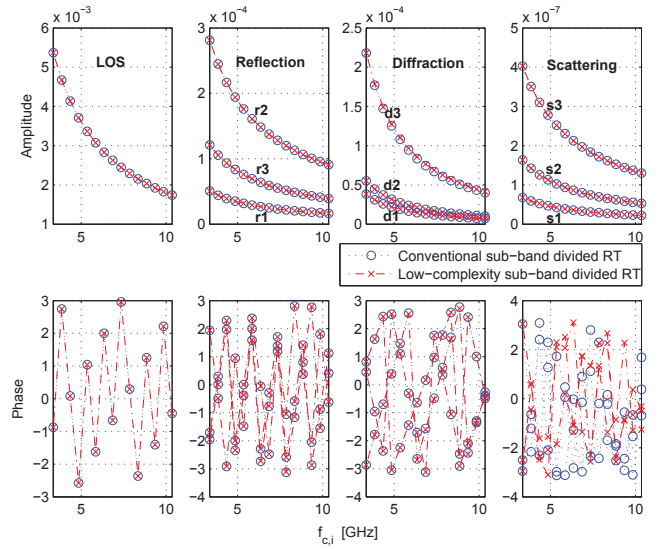 x 10⁻³ x 10⁻⁴ x 10⁻⁴ x 10⁻⁷
6 3 2.5 5
5 2 4
4 2 1.5 3
3 1 1 2
2 0.5 1
1 0 0 0
LOS Reflection Diffraction Scattering
r2 d3 s3
r3 d2 s2
r1 d1 s1
Amplitude
5 10 5 10 5 10 5 10
Conventional sub-band divided RT
Low-complexity sub-band divided RT
3 3 3 4
2 2 2
1 1 1 2
0 0 0 0
−1 −1 −1
−2 −2 −2 −2
−3 −3 −3
−4 −4 −4
Phase
5 10 5 10 5 10 5 10
f_c,i [GHz]